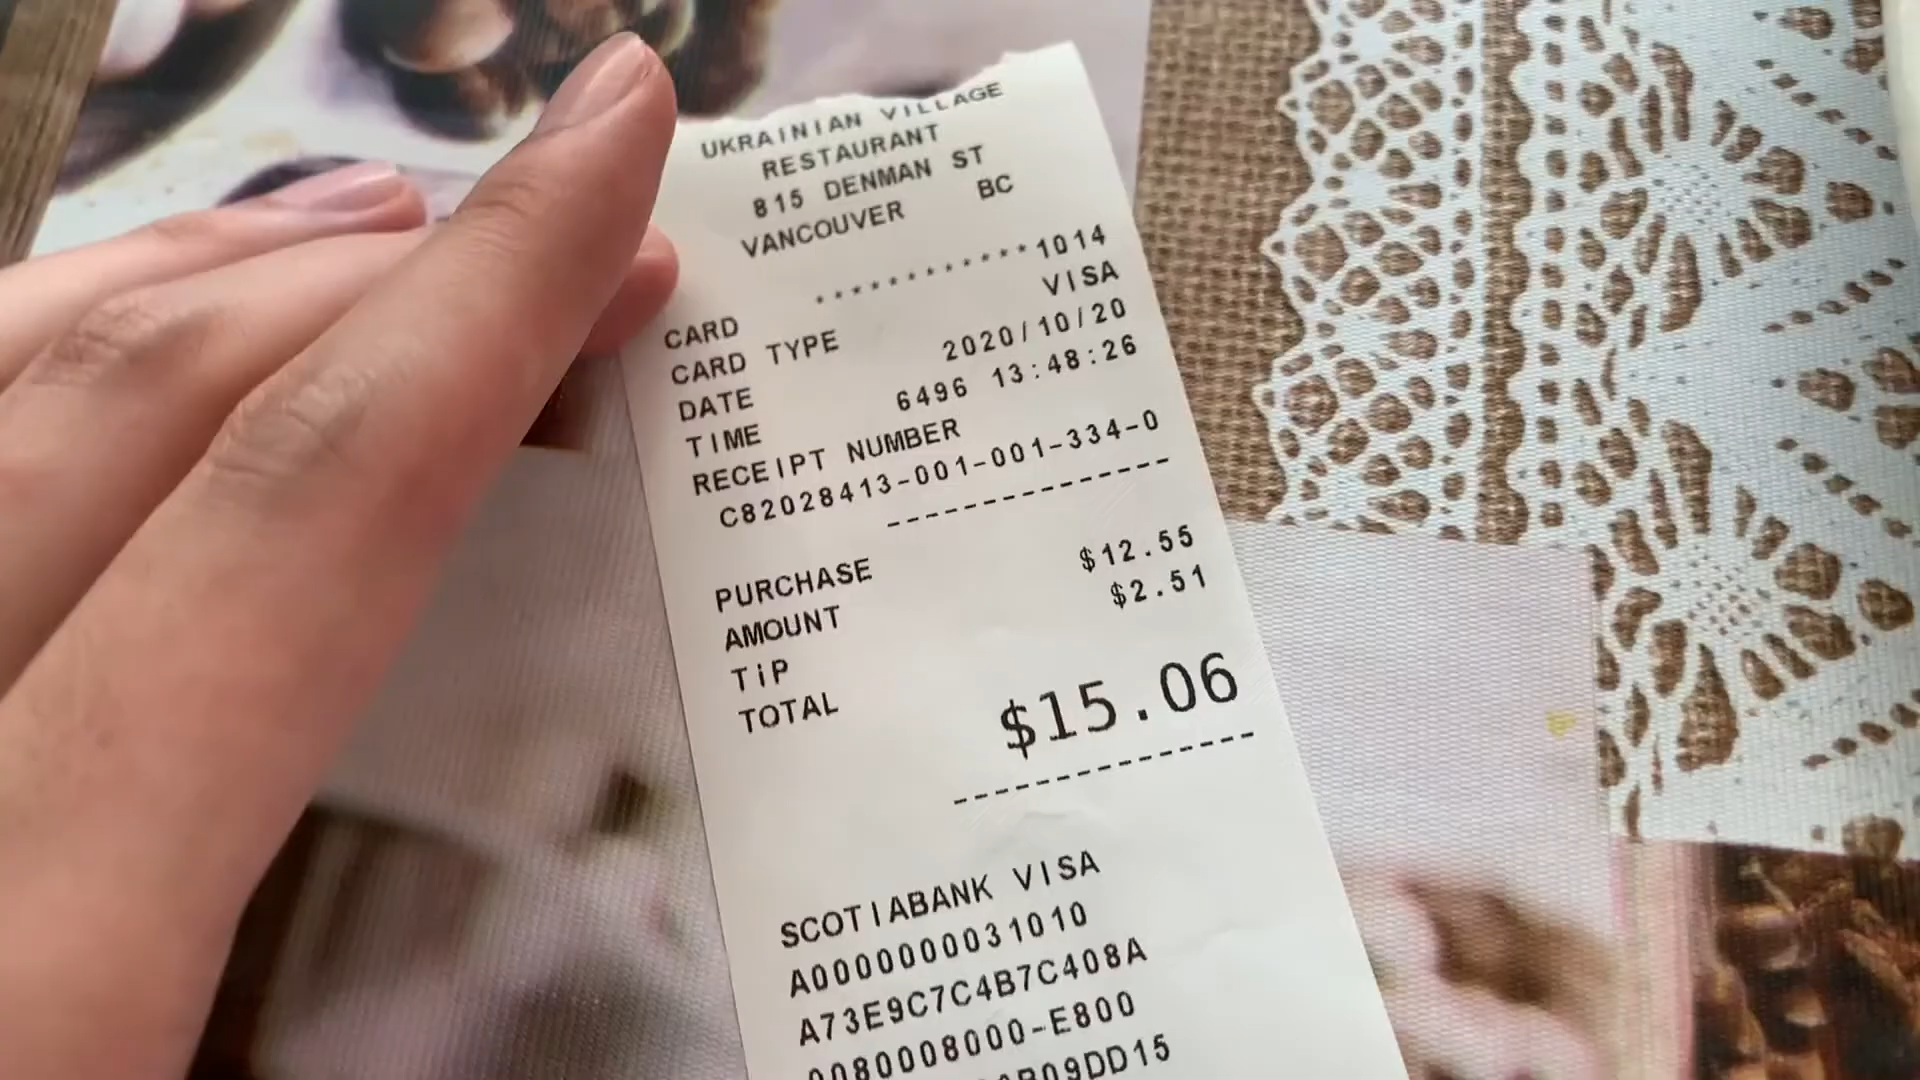 UKRAINIAN VILLAGE
RESTAURANT
815 DENMAN ST
VANCOUVER BC
CARD ************1014
CARD TYPE VISA
DATE 2020/10/20
TIME 6496 13:48:26
RECEIPT NUMBER
C82028413-001-001-334-0
-------------
PURCHASE
AMOUNT $12.55
TiP $2.51
TOTAL
$15.06
-------------
SCOTIABANK VISA
A0000000031010
A73E9C7C4B7C408A
0080008000-E800